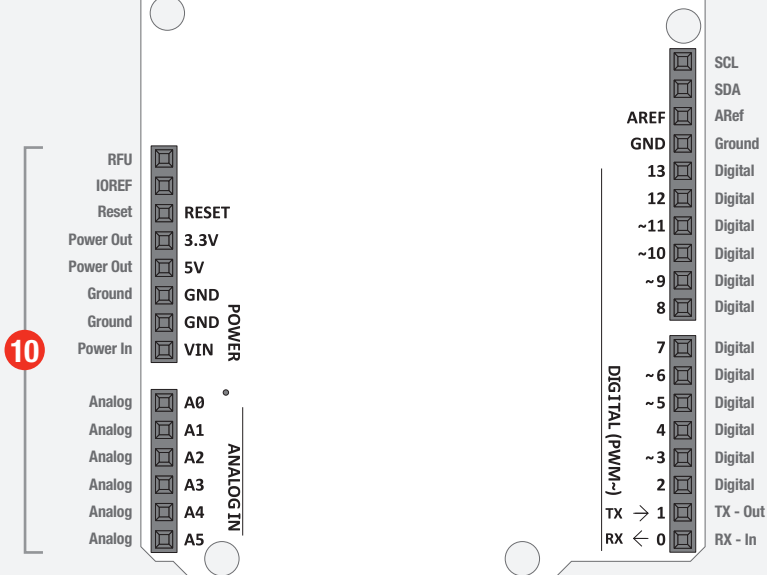 10
RFU
IOREF
Reset RESET
Power Out 3.3V
Power Out 5V
Ground GND
Ground GND
Power In VIN
POWER
Analog A0
Analog A1
Analog A2
Analog A3
Analog A4
Analog A5
ANALOG IN
SCL
SDA
AREF ARef
GND Ground
13 Digital
12 Digital
~11 Digital
~10 Digital
~9 Digital
8 Digital
7 Digital
~6 Digital
~5 Digital
4 Digital
~3 Digital
2 Digital
TX → 1 TX - Out
RX ← 0 RX - In
DIGITAL (PWM~)